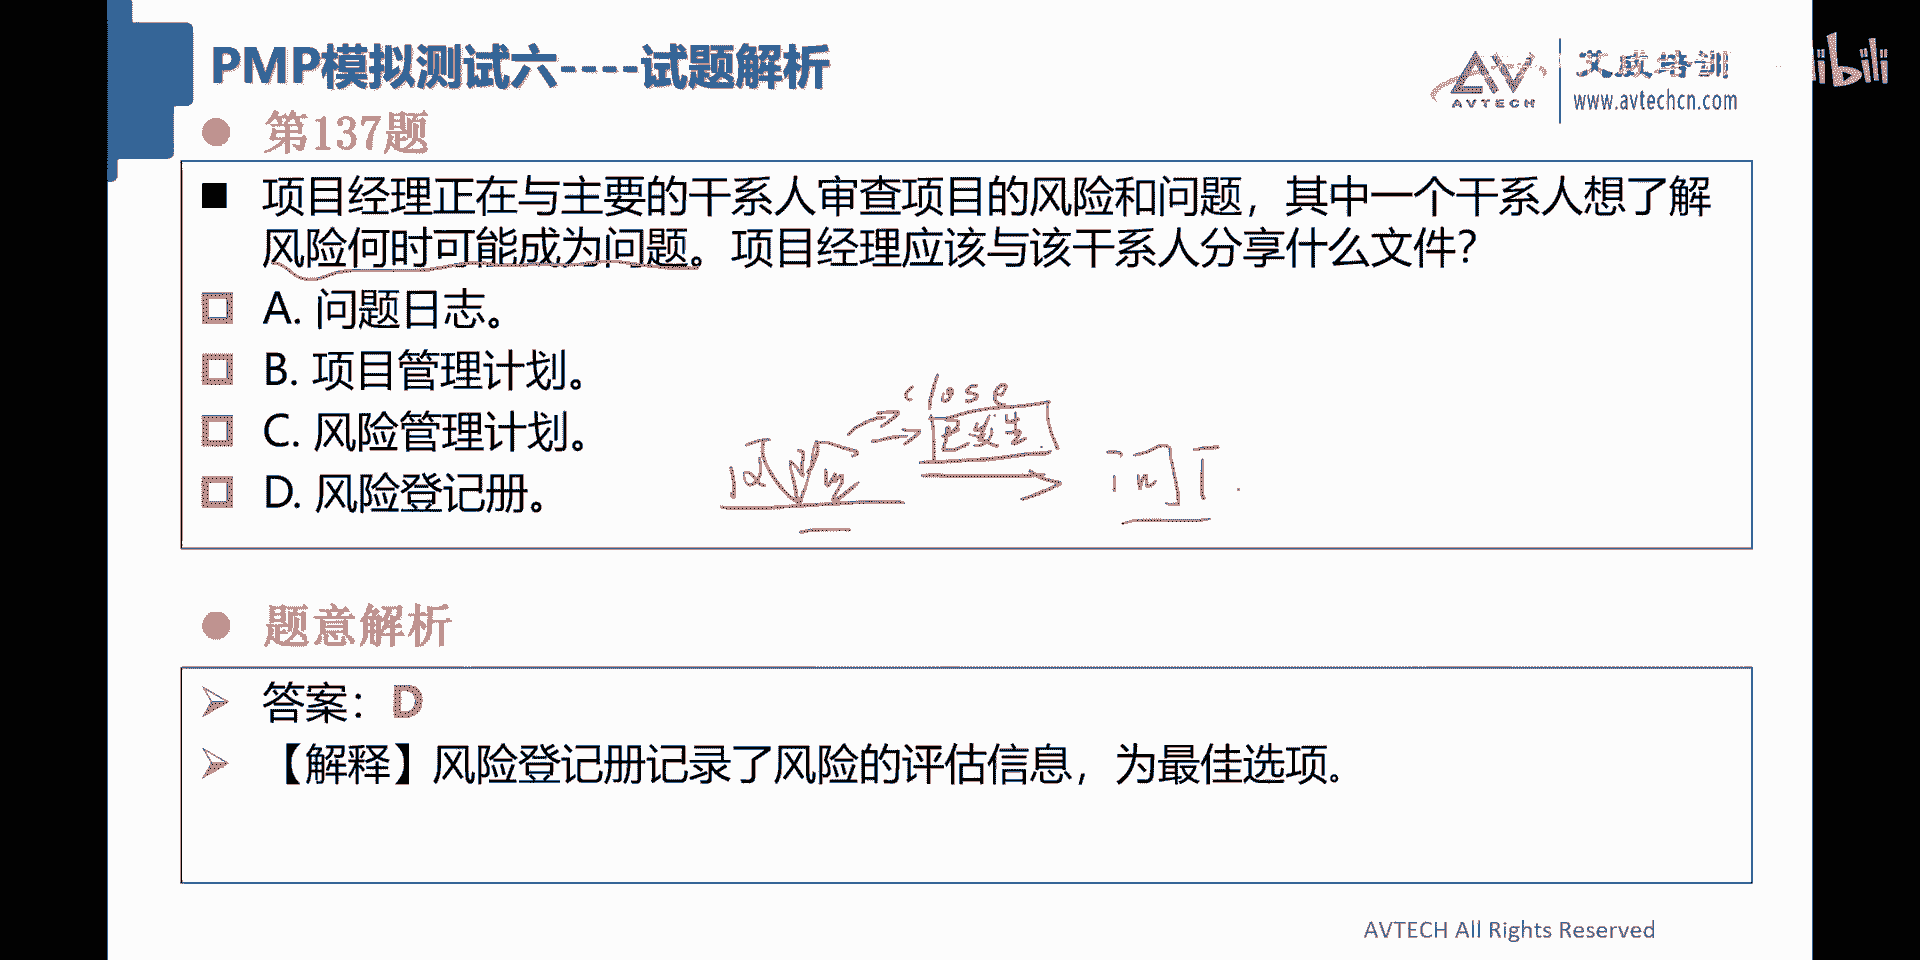 PMP模拟测试六----试题解析
AVTECH
艾威培训
www.avtechcn.com
第137题
项目经理正在与主要的干系人审查项目的风险和问题，其中一个干系人想了解
风险何时可能成为问题。项目经理应该与该干系人分享什么文件？
A. 问题日志。
B. 项目管理计划。
C. 风险管理计划。
D. 风险登记册。
close
已发生
风险
问T
题意解析
答案：D
【解释】风险登记册记录了风险的评估信息，为最佳选项。
AVTECH All Rights Reserved